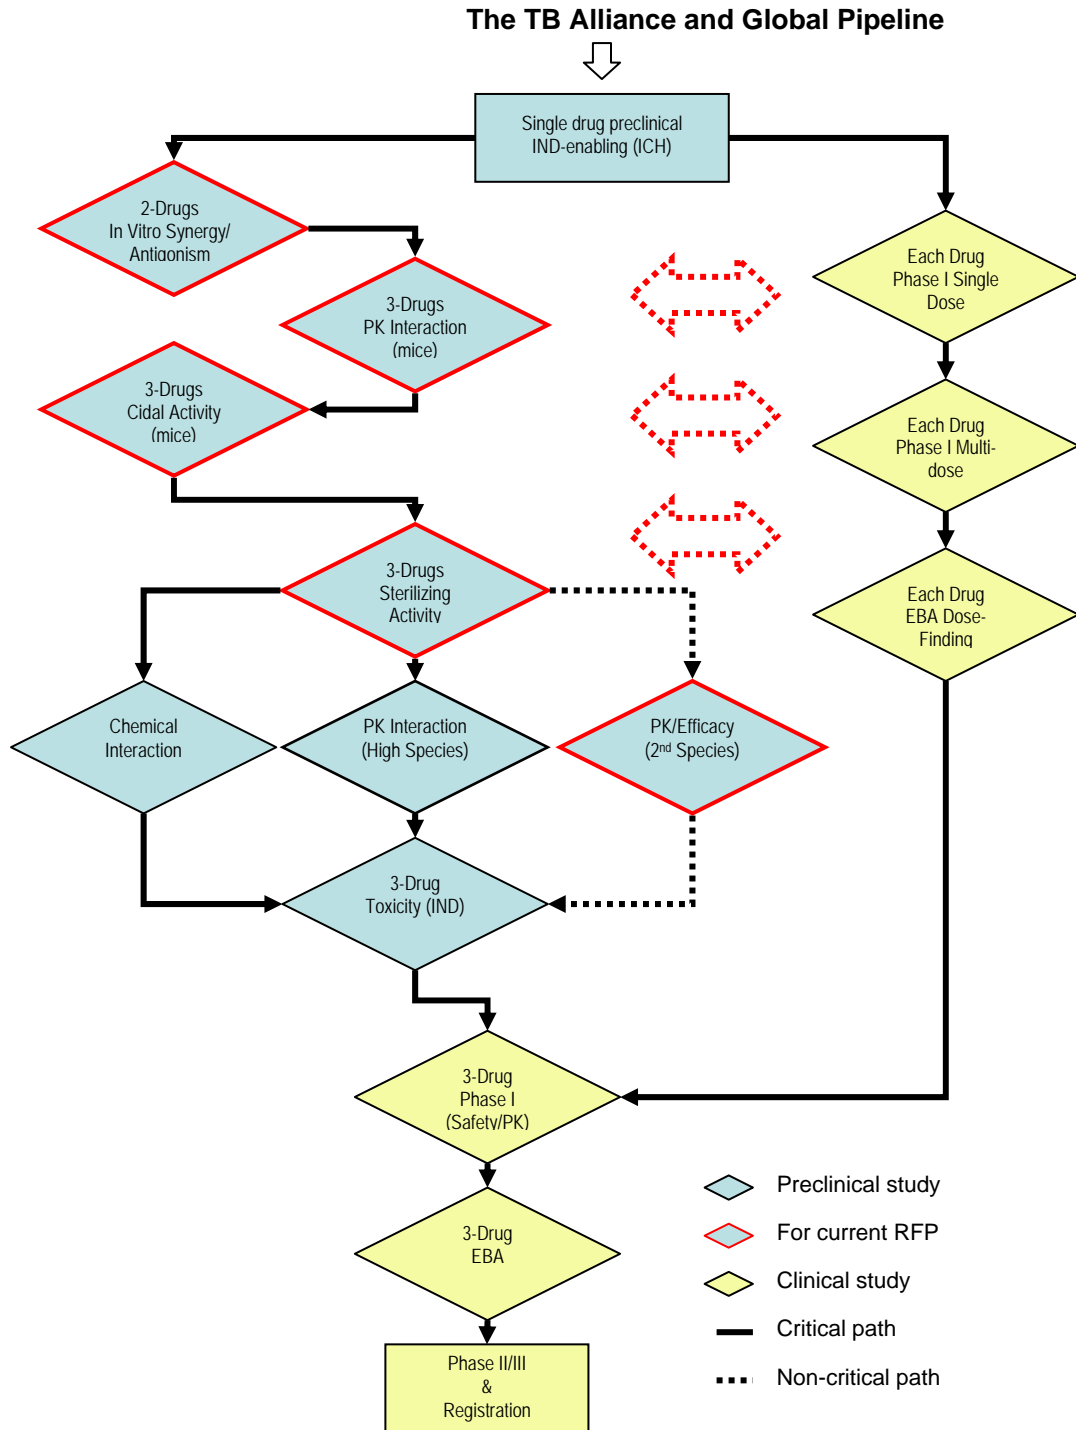 The TB Alliance and Global Pipeline
Single drug preclinical
IND-enabling (ICH)
2-Drugs
In Vitro Synergy/
Antigonism
3-Drugs
PK Interaction
(mice)
3-Drugs
Cidal Activity
(mice)
3-Drugs
Sterilizing
Activity
Chemical
Interaction
PK Interaction
(High Species)
PK/Efficacy
(2nd Species)
3-Drug
Toxicity (IND)
Each Drug
Phase I Single
Dose
Each Drug
Phase I Multi-
dose
Each Drug
EBA Dose-
Finding
3-Drug
Phase I
(Safety/PK)
3-Drug
EBA
Phase II/III
&
Registration
Preclinical study
For current RFP
Clinical study
Critical path
Non-critical path